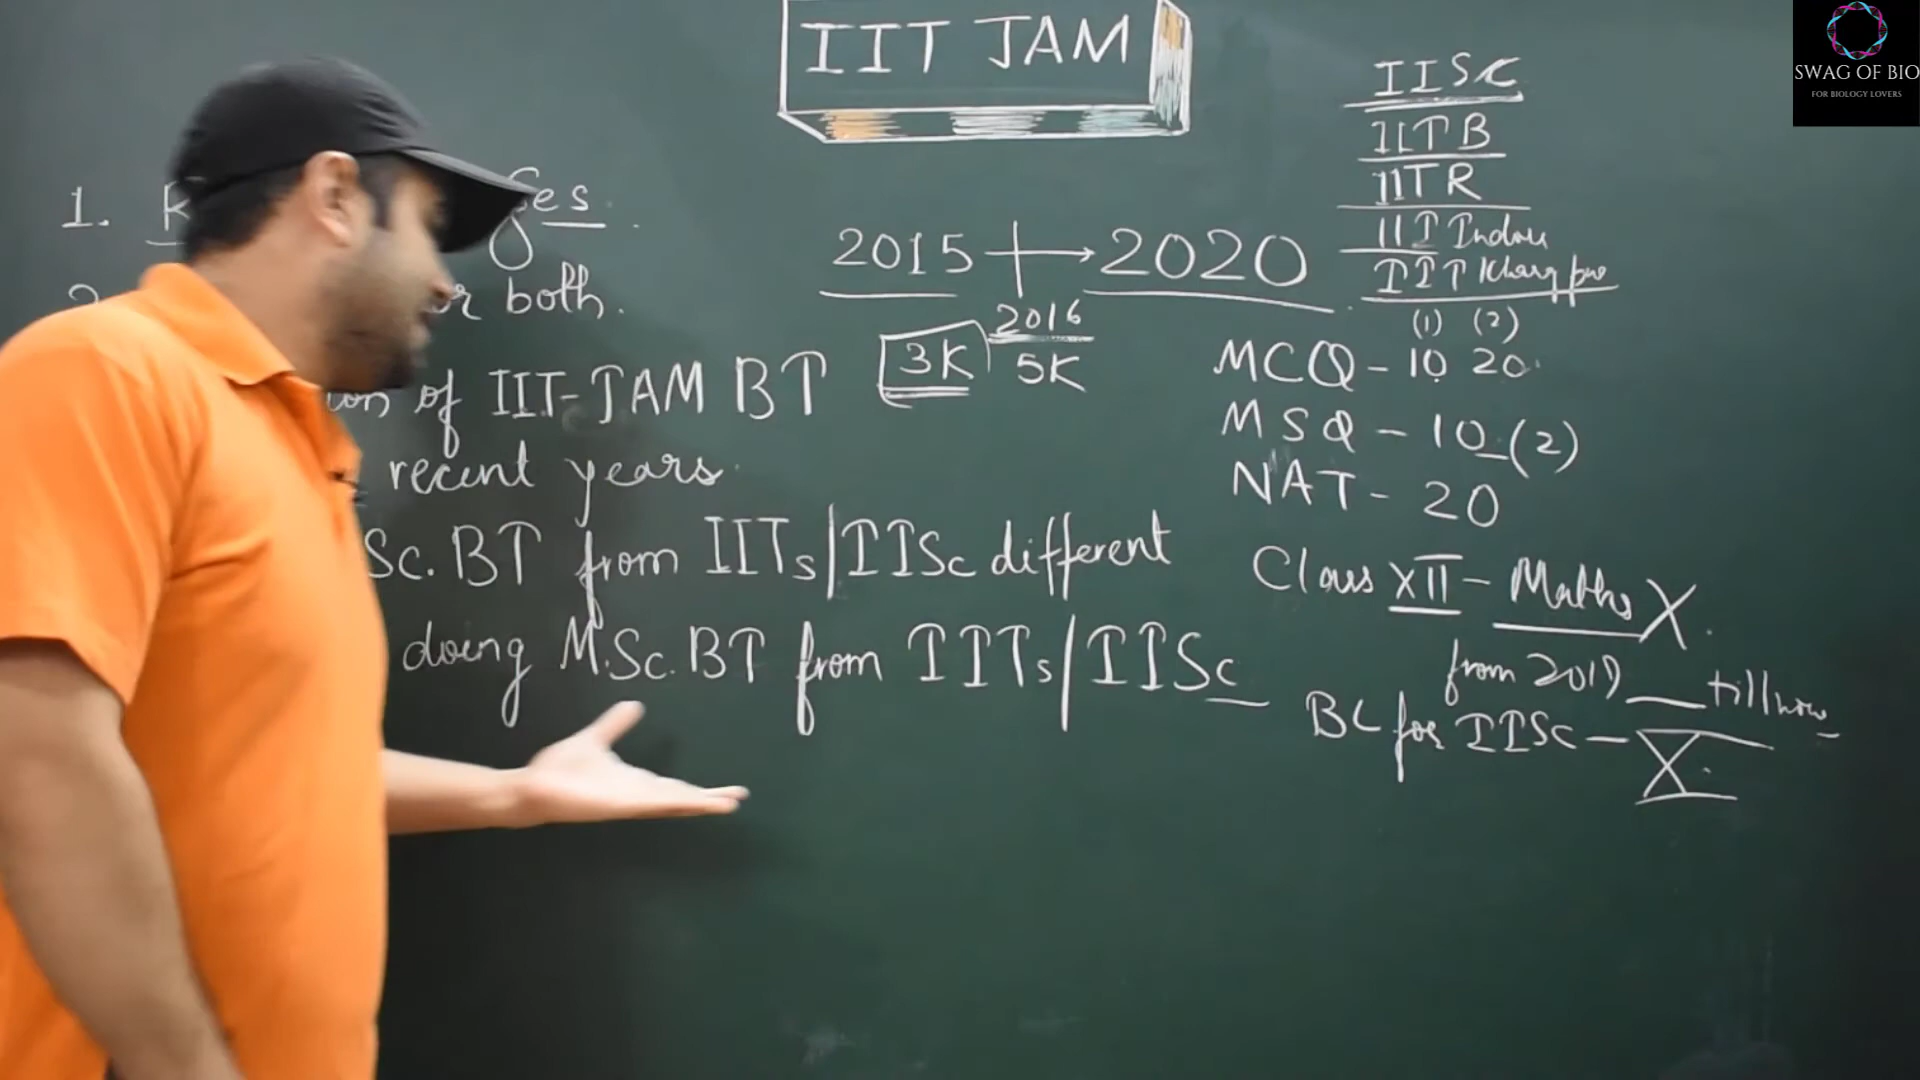 IIT JAM
SWAG OF BIO
FOR BIOLOGY LOVERS
1.
es.
both.
of IIT-JAM BT
recent years.
Sc. BT from IITs/IISc different
doing M.Sc. BT from IITs/IISc
2015 → 2020
2016
3K
5K
IISc
IITB
IITR
IIT Indore
IIT Kharagpur
(1) (2)
MCQ - 10 20
MSQ - 10 (2)
NAT - 20
Class XII - Maths X.
from 2019 till now
BC for IISc - X.